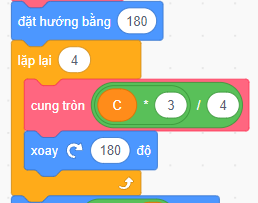 đặt hướng bằng 180
lặp lại 4
cung tròn C * 3 / 4
xoay 180 độ